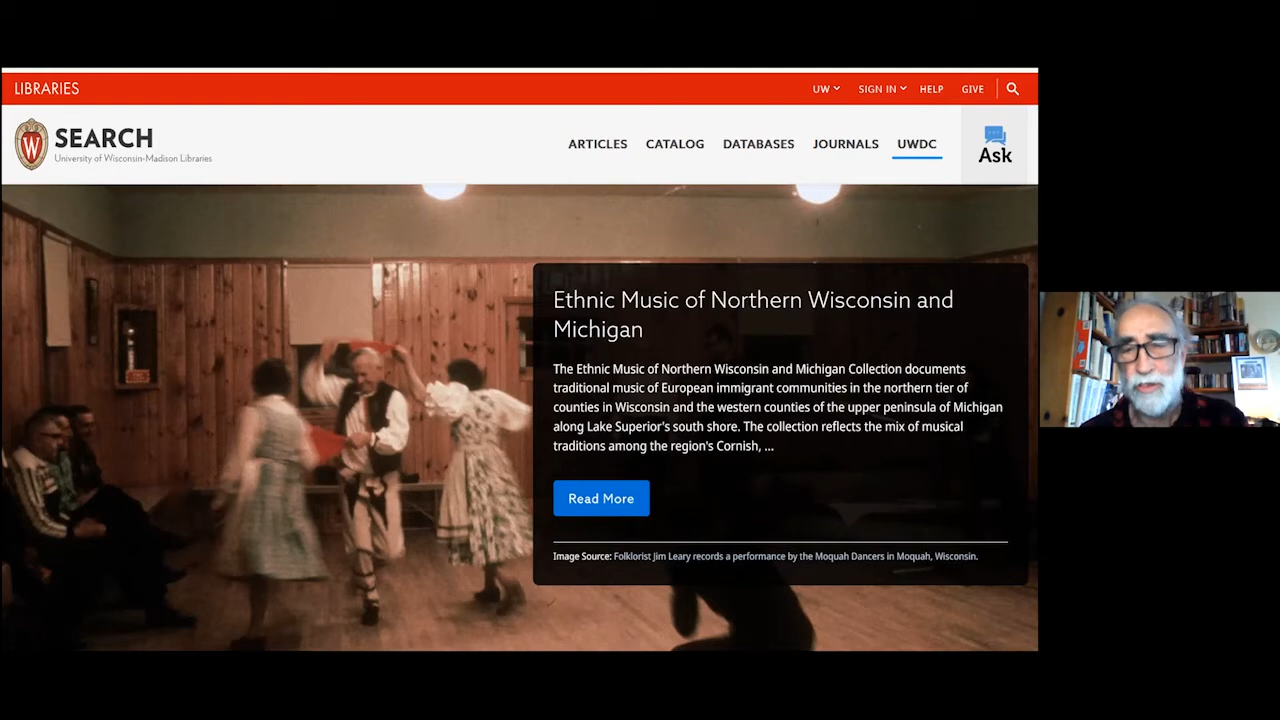 LIBRARIES
UW
SIGN IN
HELP
GIVE
W
SEARCH
University of Wisconsin-Madison Libraries
ARTICLES
CATALOG
DATABASES
JOURNALS
UWDC
Ask
Ethnic Music of Northern Wisconsin and
Michigan
The Ethnic Music of Northern Wisconsin and Michigan Collection documents
traditional music of European immigrant communities in the northern tier of
counties in Wisconsin and the western counties of the upper peninsula of Michigan
along Lake Superior's south shore. The collection reflects the mix of musical
traditions among the region's Cornish, ...
Read More
Image Source: Folklorist Jim Leary records a performance by the Moquah Dancers in Moquah, Wisconsin.